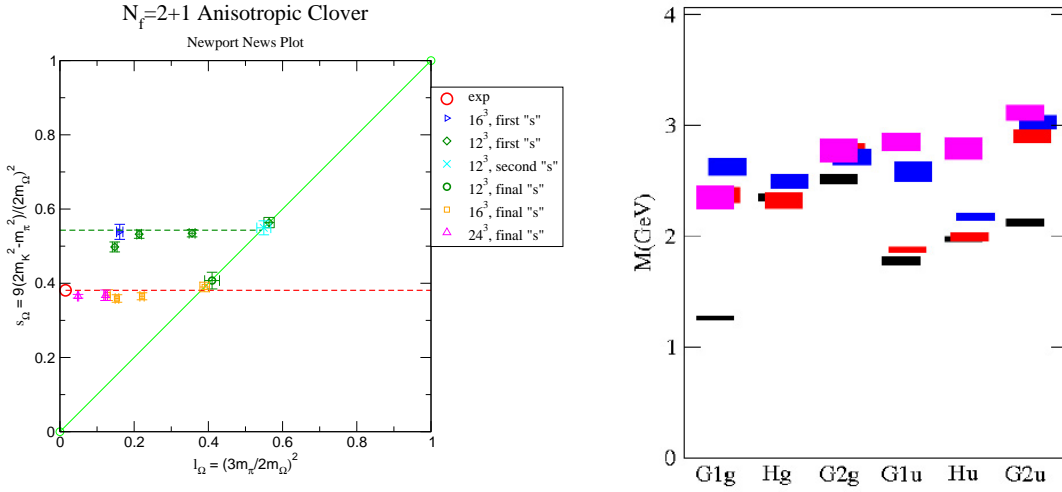 N_f=2+1 Anisotropic Clover
Newport News Plot
1
0.8
0.6
0.4
0.2
0
0
0.2
0.4
0.6
0.8
1
s_Ω = 9(2m_K^2-m_π^2)/(2m_Ω)^2
l_Ω = (3m_π/2m_Ω)^2
exp
16^3, first "s"
12^3, first "s"
12^3, second "s"
12^3, final "s"
16^3, final "s"
24^3, final "s"
M(GeV)
4
3
2
1
0
G1g Hg G2g G1u Hu G2u